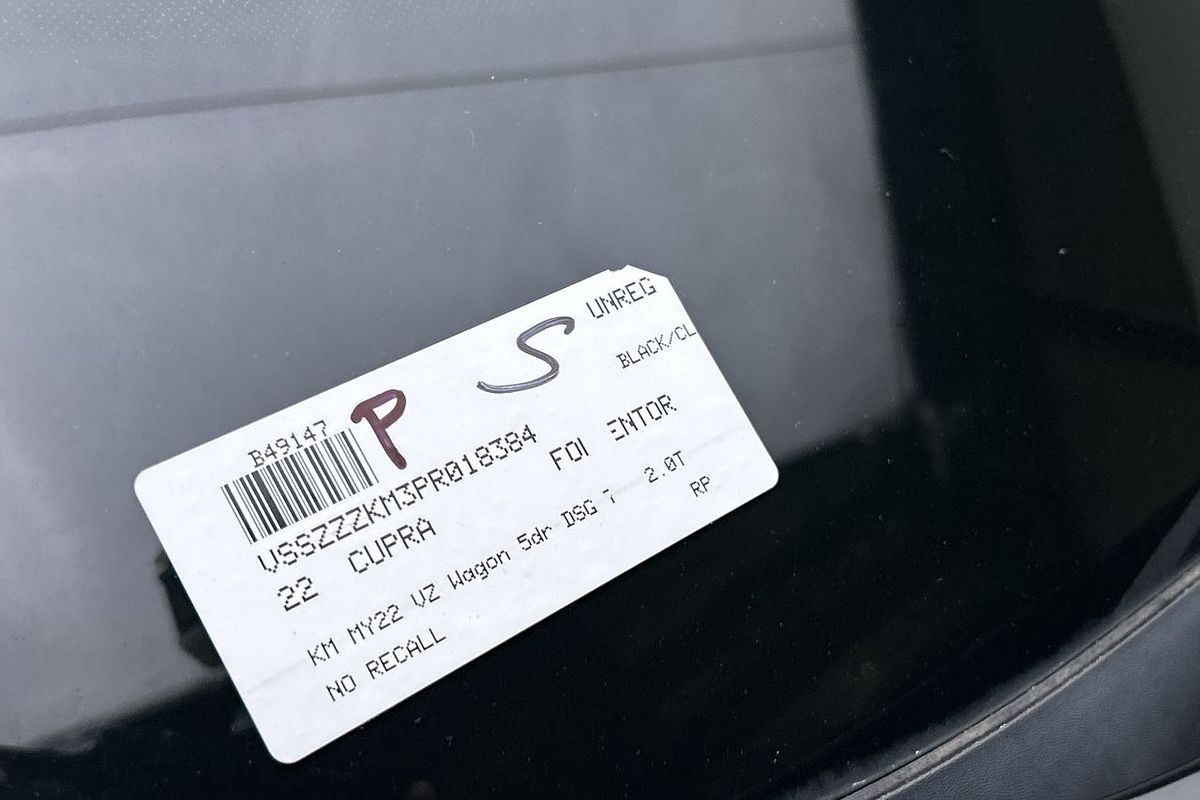 P S UNREG
B49147 BLACK/CL
VSSZZZKM3PR018384
22 CUPRA FOI ENTOR
KM MY22 VZ Wagon 5dr DSG 7 2.0T
NO RECALL RP